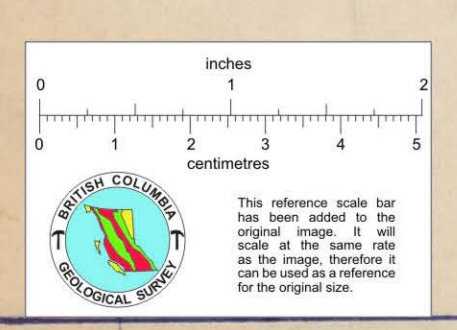 inches
0 1 2
0 1 2 3 4 5
centimetres
BRITISH COLUMBIA
GEOLOGICAL SURVEY
This reference scale bar
has been added to the
original image. It will
scale at the same rate
as the image, therefore it
can be used as a reference
for the original size.